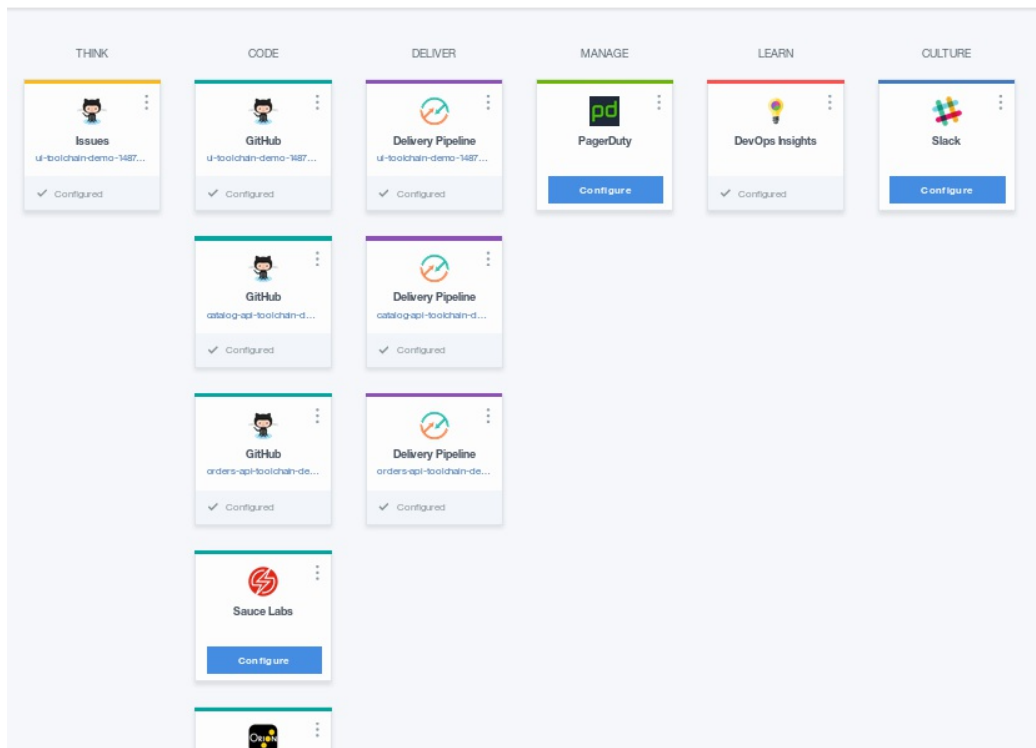 THINK CODE DELIVER MANAGE LEARN CULTURE
Issues GitHub Delivery Pipeline pd PagerDuty DevOps Insights Slack
ui-toolchain-demo-1487... ui-toolchain-demo-1487... ui-toolchain-demo-1487...
Configured Configured Configured Configure Configured Configure
GitHub Delivery Pipeline
catalog-api-toolchain-d... catalog-api-toolchain-d...
Configured Configured
GitHub Delivery Pipeline
orders-api-toolchain-de... orders-api-toolchain-de...
Configured Configured
Sauce Labs
Configure
ORION